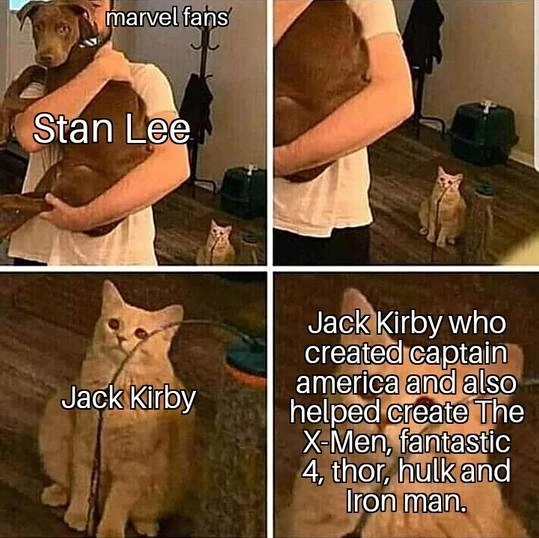 marvel fans
Stan Lee
Jack Kirby
Jack Kirby who
created captain
america and also
helped create The
X-Men, fantastic
4, thor, hulk and
Iron man.